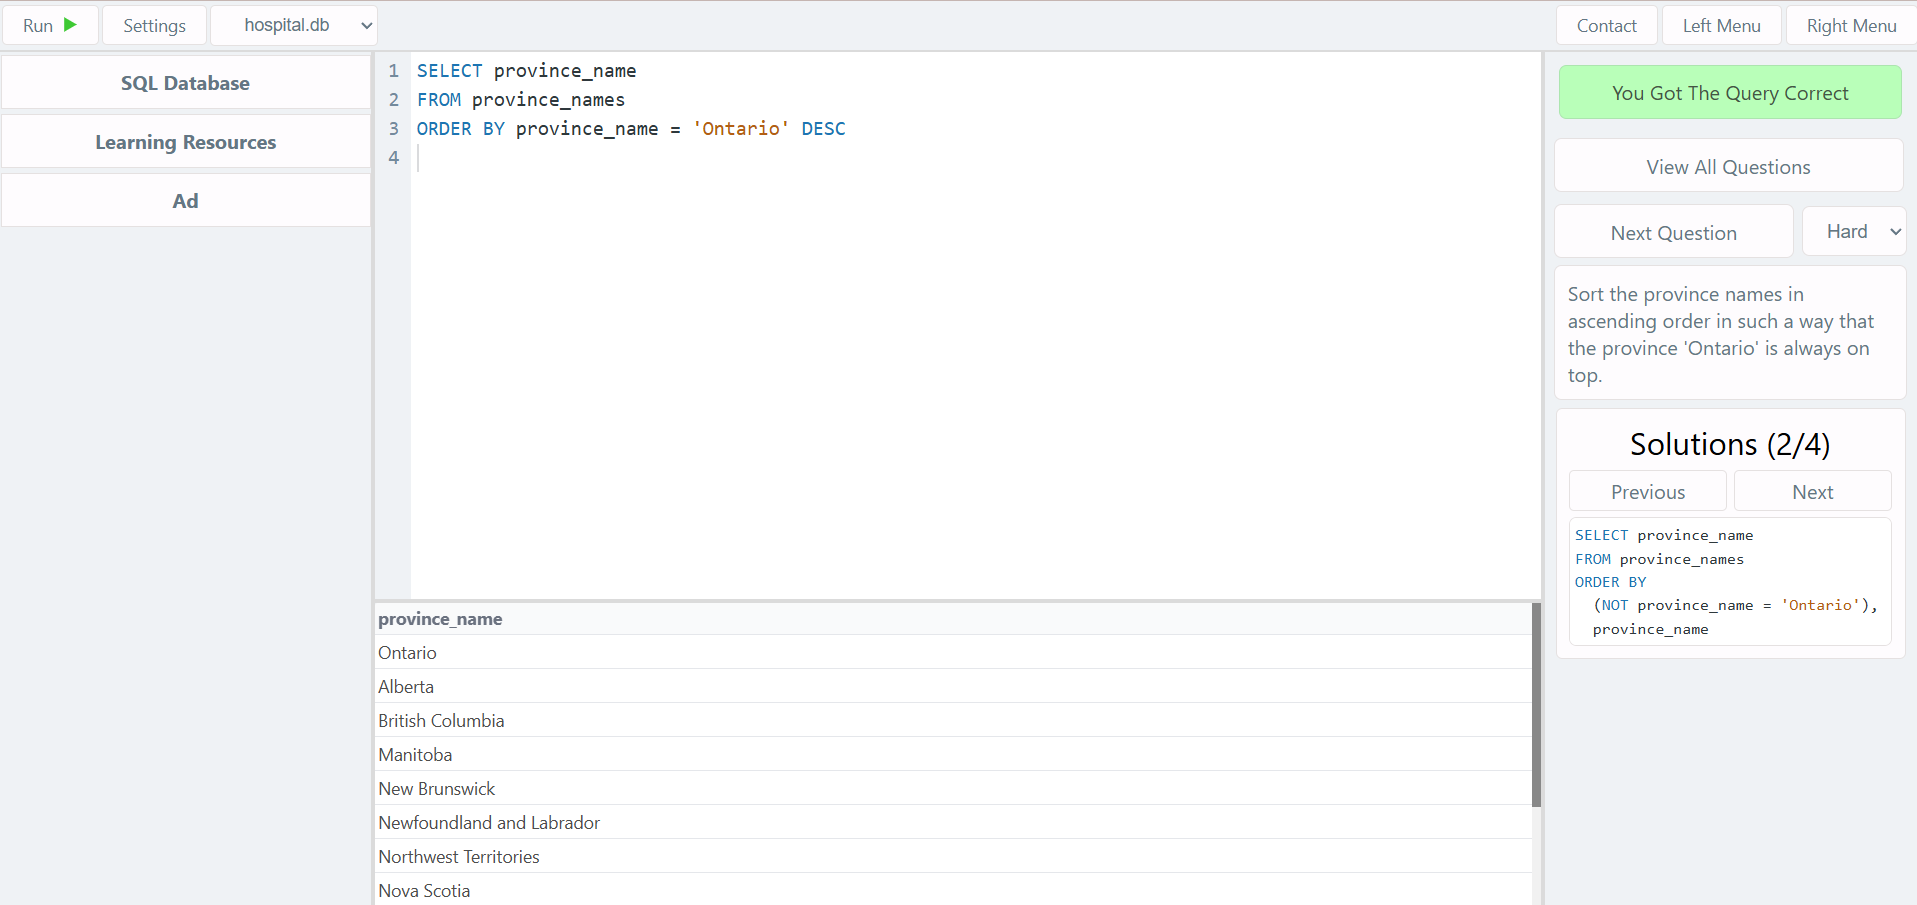 Run
Settings
hospital.db
Contact
Left Menu
Right Menu
SQL Database
Learning Resources
Ad
1 SELECT province_name
2 FROM province_names
3 ORDER BY province_name = 'Ontario' DESC
4
province_name
Ontario
Alberta
British Columbia
Manitoba
New Brunswick
Newfoundland and Labrador
Northwest Territories
Nova Scotia
You Got The Query Correct
View All Questions
Next Question
Hard
Sort the province names in
ascending order in such a way that
the province 'Ontario' is always on
top.
Solutions (2/4)
Previous
Next
SELECT province_name
FROM province_names
ORDER BY
(NOT province_name = 'Ontario'),
province_name